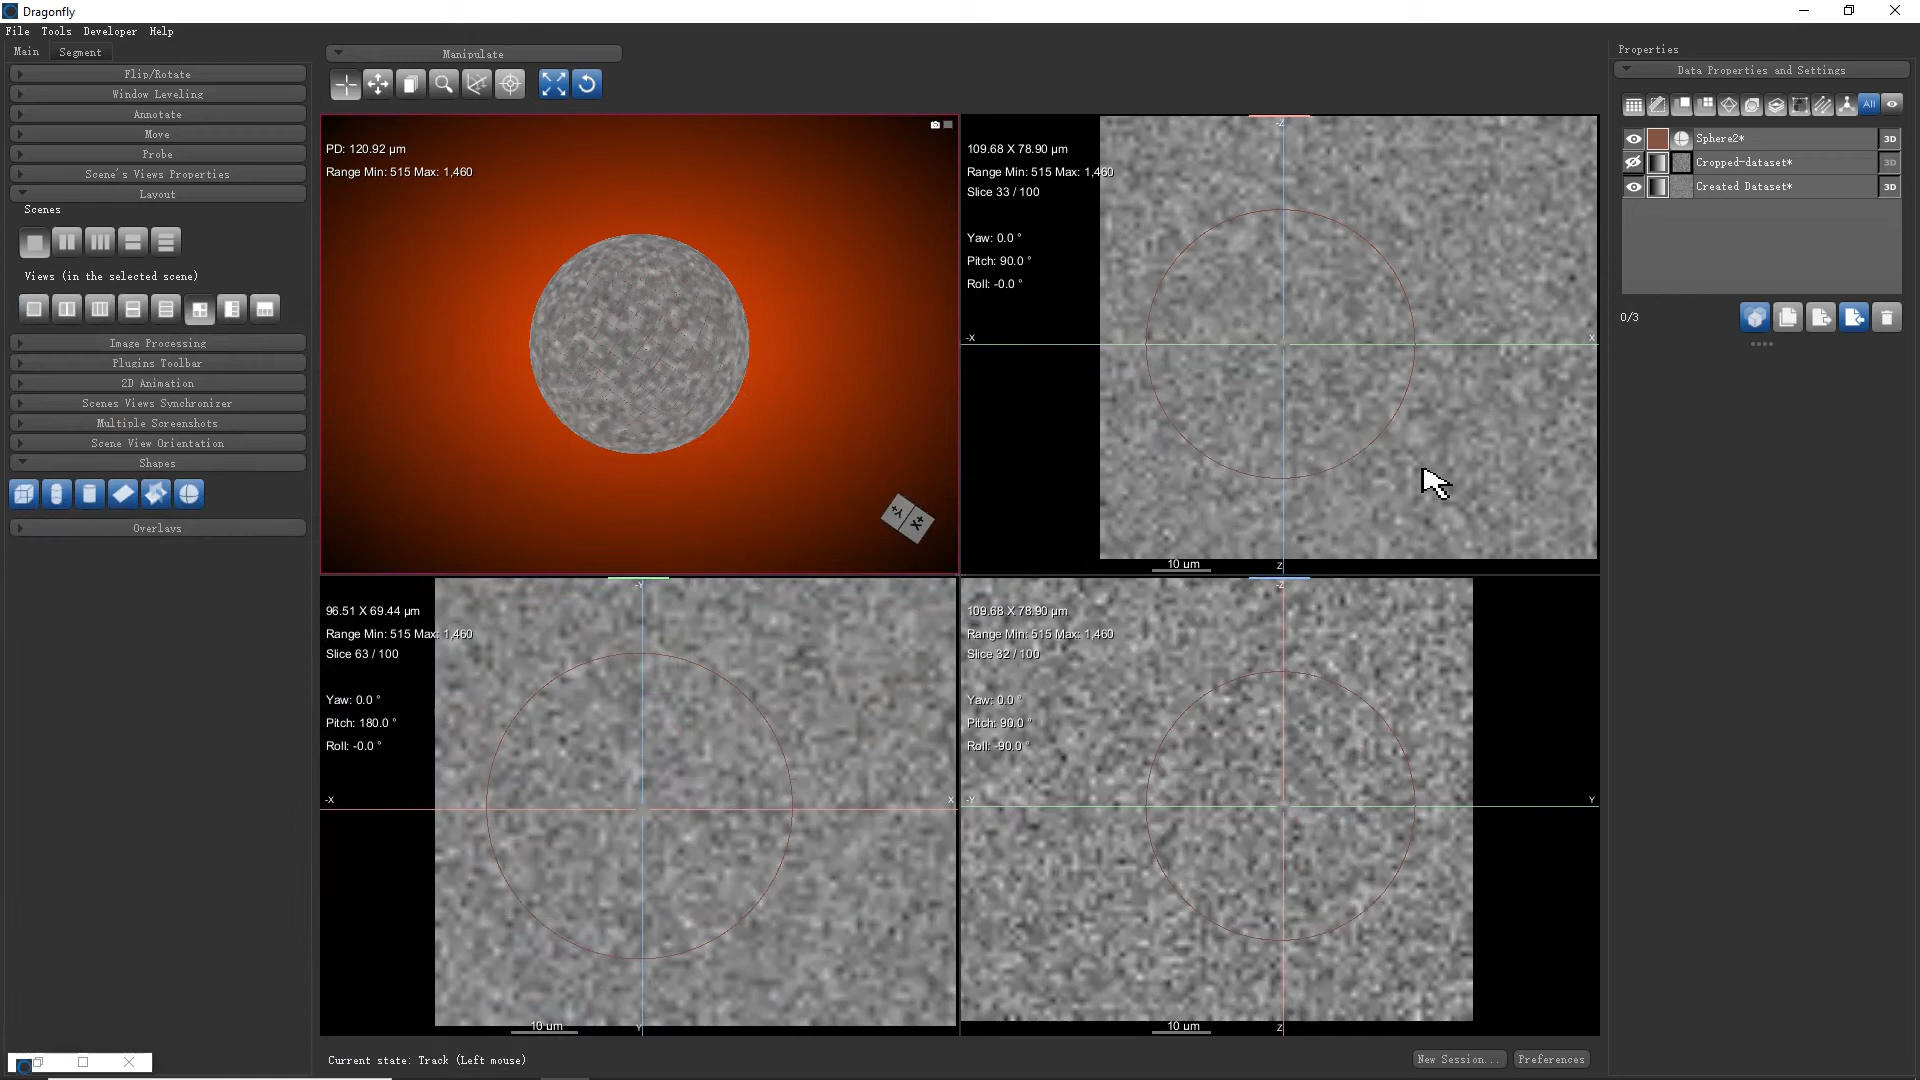 Dragonfly
File Tools Developer Help
Main Segment
Flip/Rotate
Window Leveling
Annotate
Move
Probe
Scene's Views Properties
Layout
Scenes
Views (in the selected scene)
Image Processing
Plugins Toolbar
2D Animation
Scenes Views Synchronizer
Multiple Screenshots
Scene View Orientation
Shapes
Overlays
Manipulate
PD: 120.92 µm
Range Min: 515 Max: 1,460
+Y +X
109.68 X 78.90 µm
Range Min: 515 Max: 1,460
Slice 33 / 100
Yaw: 0.0 °
Pitch: 90.0 °
Roll: -0.0 °
-Z
-X X
10 um Z
96.51 X 69.44 µm
Range Min: 515 Max: 1,460
Slice 63 / 100
Yaw: 0.0 °
Pitch: 180.0 °
Roll: -0.0 °
-Y
-X X
10 um Y
109.68 X 78.90 µm
Range Min: 515 Max: 1,460
Slice 32 / 100
Yaw: 0.0 °
Pitch: 90.0 °
Roll: -90.0 °
-Z
-Y Y
10 um Z
Current state: Track (Left mouse)
New Session... Preferences
Properties
Data Properties and Settings
All
Sphere2* 3D
Cropped-dataset* 3D
Created Dataset* 3D
0/3